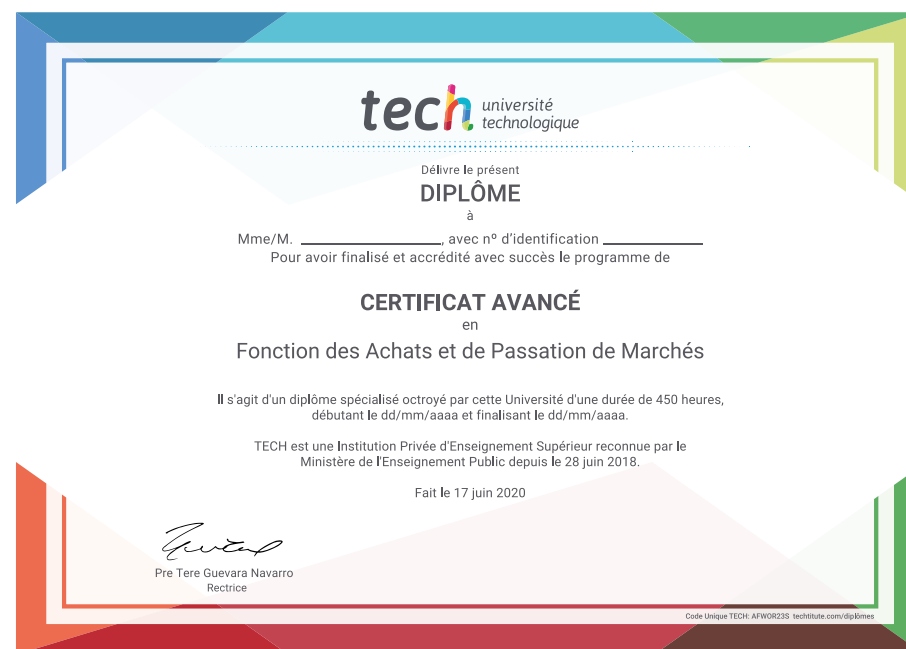 tech université
technologique
Délivre le présent
DIPLÔME
à
Mme/M. ____________________, avec nº d'identification ______________
Pour avoir finalisé et accrédité avec succès le programme de
CERTIFICAT AVANCÉ
en
Fonction des Achats et de Passation de Marchés
Il s'agit d'un diplôme spécialisé octroyé par cette Université d'une durée de 450 heures,
débutant le dd/mm/aaaa et finalisant le dd/mm/aaaa.
TECH est une Institution Privée d'Enseignement Supérieur reconnue par le
Ministère de l'Enseignement Public depuis le 28 juin 2018.
Fait le 17 juin 2020
Pre Tere Guevara Navarro
Rectrice
Code Unique TECH: AFWOR23S techtitute.com/diplômes